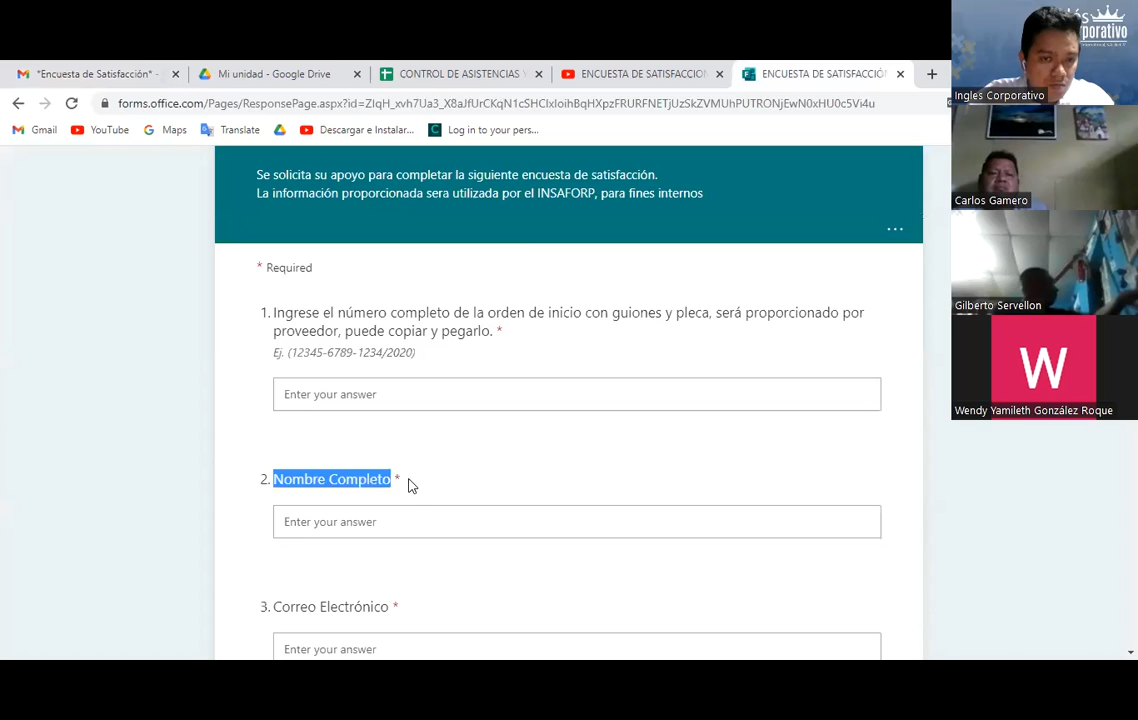 "Encuesta de Satisfacción" -
Mi unidad - Google Drive
CONTROL DE ASISTENCIAS Y
ENCUESTA DE SATISFACCION
ENCUESTA DE SATISFACCIÓN
forms.office.com/Pages/ResponsePage.aspx?id=ZIqH_xvh7Ua3_X8aJfUrCKqN1cSHClxIoihBqHXpzFRURFNETjUzSkZVMUhPUTRONjEwN0xHU0c5Vi4u
Gmail
YouTube
Maps
Translate
Descargar e Instalar...
Log in to your pers...
Se solicita su apoyo para completar la siguiente encuesta de satisfacción.
La información proporcionada sera utilizada por el INSAFORP, para fines internos
...
* Required
1. Ingrese el número completo de la orden de inicio con guiones y pleca, será proporcionado por
proveedor, puede copiar y pegarlo. *
Ej. (12345-6789-1234/2020)
Enter your answer
2. Nombre Completo *
Enter your answer
3. Correo Electrónico *
Enter your answer
Ingles Corporativo
Carlos Gamero
Gilberto Servellon
W
Wendy Yamileth González Roque